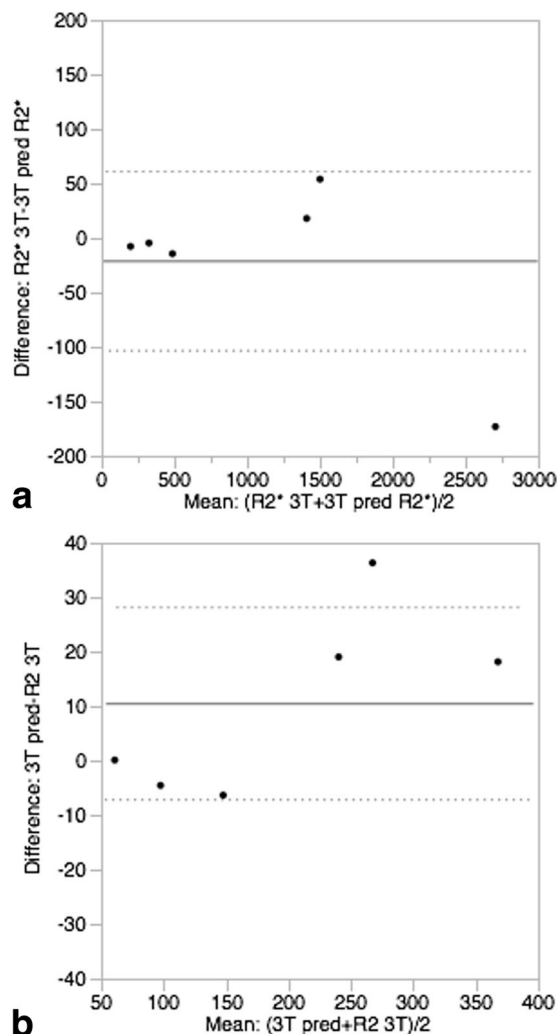 200
150
100
50
0
-50
-100
-150
-200
Difference: R2* 3T-3T pred R2*
0 500 1000 1500 2000 2500 3000
Mean: (R2* 3T+3T pred R2*)/2
a
40
30
20
10
0
-10
-20
-30
-40
Difference: 3T pred-R2 3T
50 100 150 200 250 300 350 400
Mean: (3T pred+R2 3T)/2
b